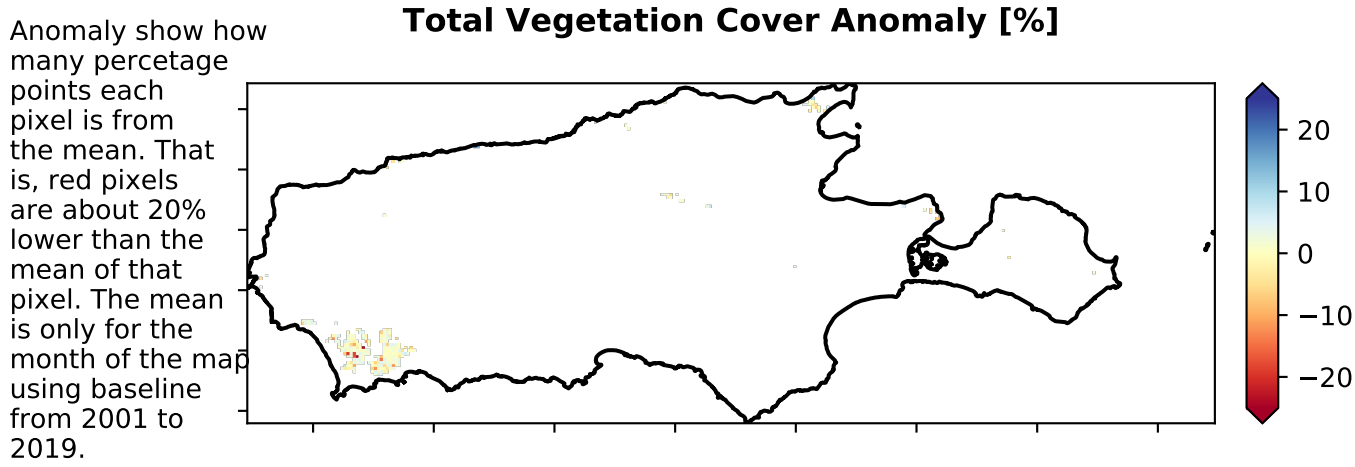 Total Vegetation Cover Anomaly [%]
Anomaly show how
many percetage
points each
pixel is from
the mean. That
is, red pixels
are about 20%
lower than the
mean of that
pixel. The mean
is only for the
month of the map
using baseline
from 2001 to
2019.
20
10
0
−10
−20